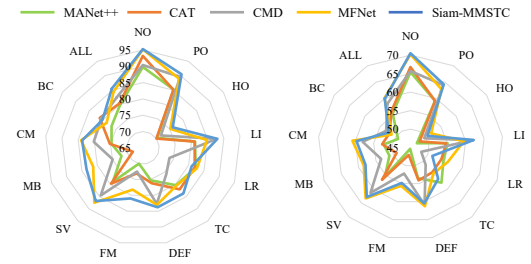 MANet++ CAT CMD MFNet Siam-MMSTC
NO
ALL
PO
BC
HO
CM
LI
MB
LR
SV
TC
FM
DEF
95
90
85
80
75
70
65
NO
ALL
PO
BC
HO
CM
LI
MB
LR
SV
TC
FM
DEF
70
65
60
55
50
45